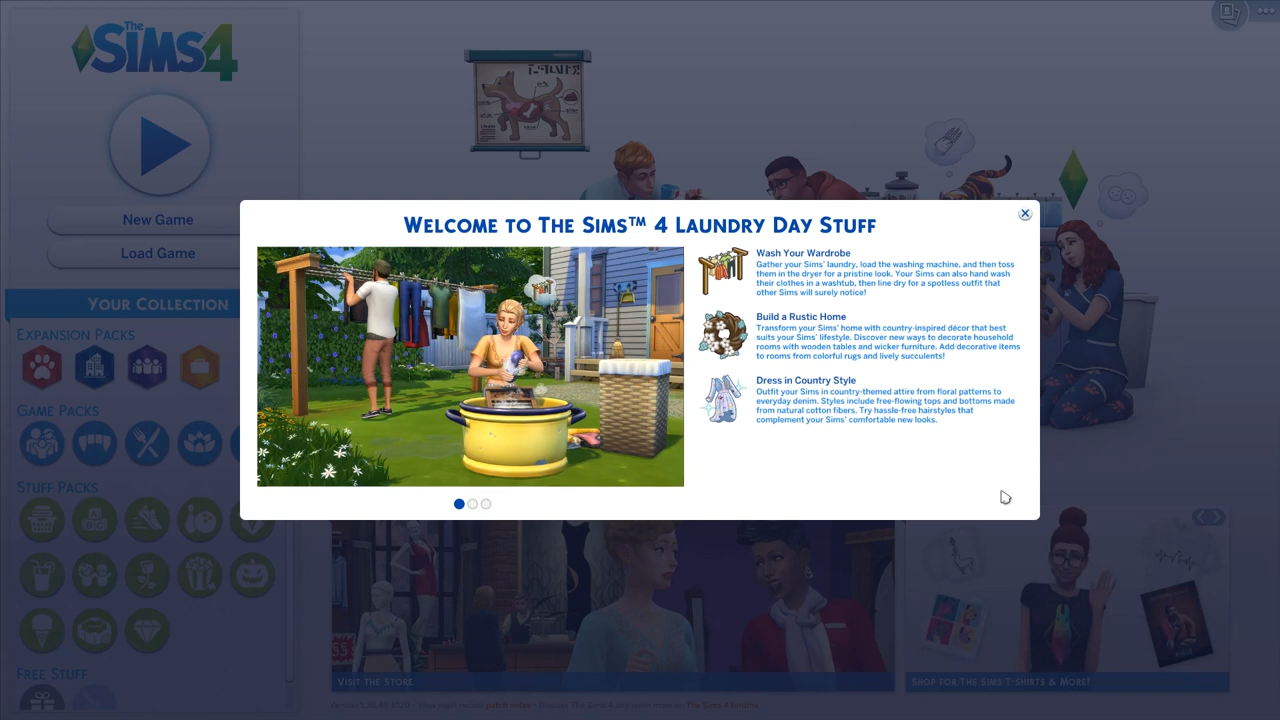 The Sims 4
New Game
Load Game
Your Collection
Expansion Packs
Game Packs
Stuff Packs
Free Stuff
Welcome to The Sims™ 4 Laundry Day Stuff
Wash Your Wardrobe
Gather your Sims' laundry, load the washing machine, and then toss
them in the dryer for a pristine look. Your Sims can also hand wash
their clothes in a washtub, then line dry for a spotless outfit that
other Sims will surely notice!
Build a Rustic Home
Transform your Sims' home with country-inspired décor that best
suits your Sims' lifestyle. Discover new ways to decorate household
rooms with wooden tables and wicker furniture. Add decorative items
to rooms from colorful rugs and lively succulents!
Dress in Country Style
Outfit your Sims in country-themed attire from floral patterns to
everyday denim. Styles include free-flowing tops and bottoms made
from natural cotton fibers. Try hassle-free hairstyles that
complement your Sims' comfortable new looks.
Visit the Store
Shop for The Sims T-Shirts & More!
patch notes
The Sims 4 forums